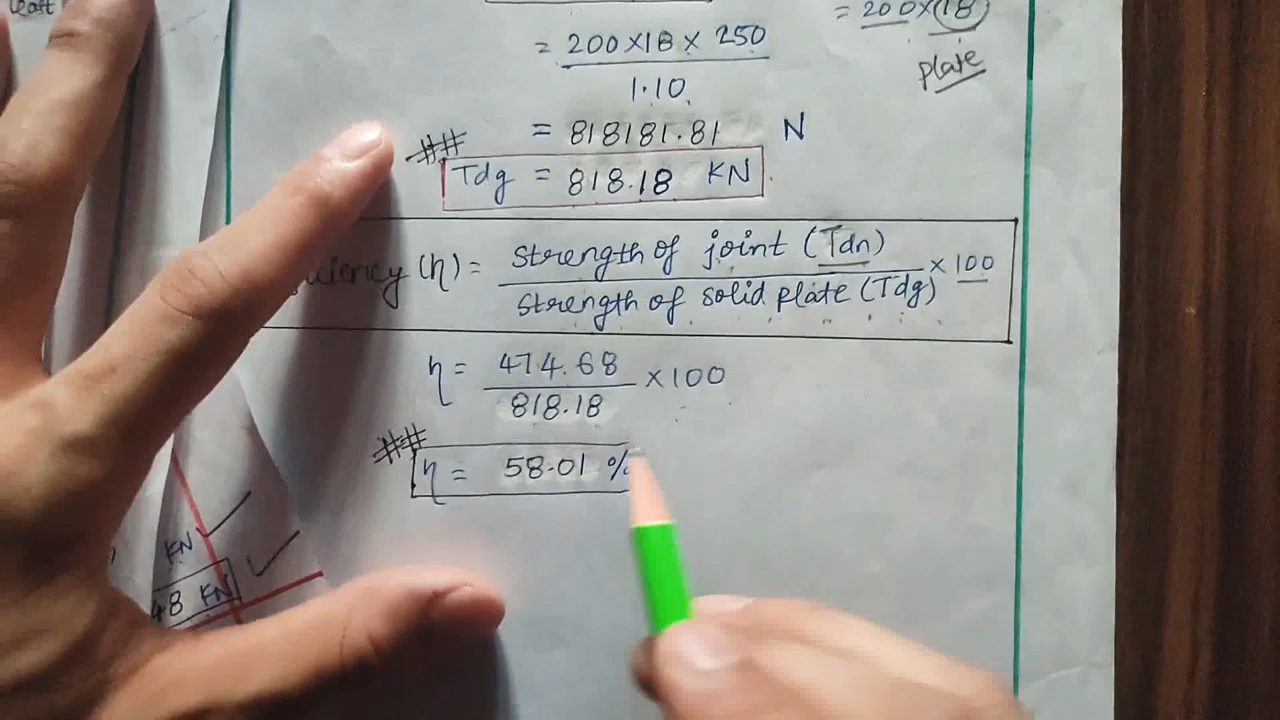 = 200×18
plate
= 200×18× 250
1.10
= 818181.81 N
##
Tdg = 818.18 KN
(η) = Strength of joint (Tdn) × 100
Strength of solid plate (Tdg)
η = 474.68 ×100
818.18
##
η = 58.01 %
KN
48 KN